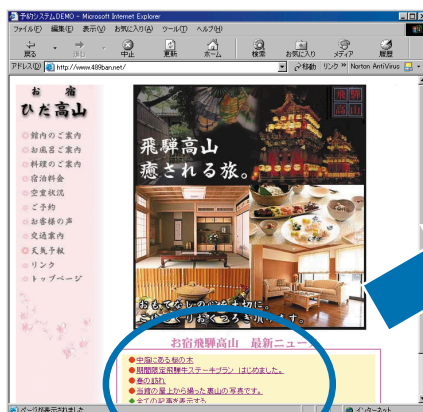 予約システムDEMO - Microsoft Internet Explorer
ファイル(F) 編集(E) 表示(V) お気に入り(A) ツール(T) ヘルプ(H)
戻る 進む 中止 更新 ホーム 検索 お気に入り メディア 履歴
アドレス(D) http://www.489ban.net/ 移動 リンク » Norton AntiVirus
お宿
ひだ高山
館内のご案内
お風呂ご案内
料理のご案内
宿泊料金
空室状況
ご予約
お客様の声
交通案内
天気予報
リンク
トップページ
飛騨
高山
飛騨高山
癒される旅。
おもてなしの心を大切に。
お宿飛騨高山 最新ニュー
中庭にある桜の木
期間限定飛騨牛ステーキプラン はじめました。
春の訪れ
当館の屋上から撮った裏山の写真です。
全ての記事を表示する
ページが表示されました
インターネット